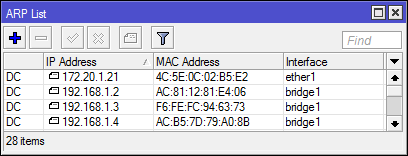 ARP List
Find
IP Address MAC Address Interface
DC 172.20.1.21 4C:5E:0C:02:B5:E2 ether1
DC 192.168.1.2 AC:81:12:81:E4:06 bridge1
DC 192.168.1.3 F6:FE:FC:94:63:73 bridge1
DC 192.168.1.4 AC:B5:7D:79:A0:8B bridge1
28 items